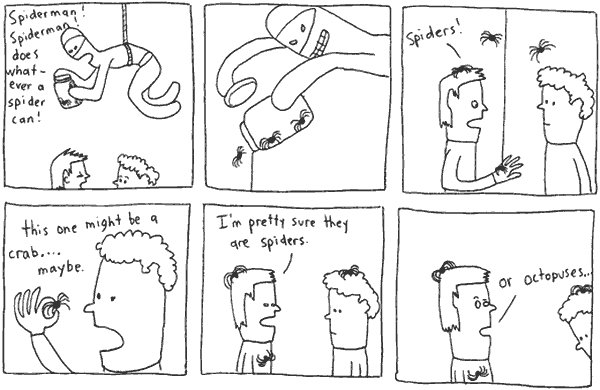 Spiderman!
Spiderman!
does
what-
ever a
spider
can!
Spiders!
this one might be a
crab....
maybe.
I'm pretty sure they
are spiders.
or octopuses...